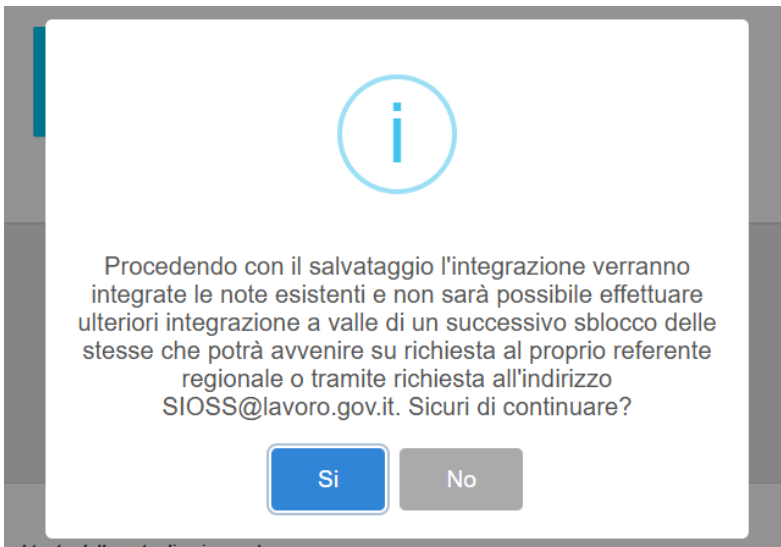 i
Procedendo con il salvataggio l'integrazione verranno
integrate le note esistenti e non sarà possibile effettuare
ulteriori integrazione a valle di un successivo sblocco delle
stesse che potrà avvenire su richiesta al proprio referente
regionale o tramite richiesta all'indirizzo
SIOSS@lavoro.gov.it. Sicuri di continuare?
Si No